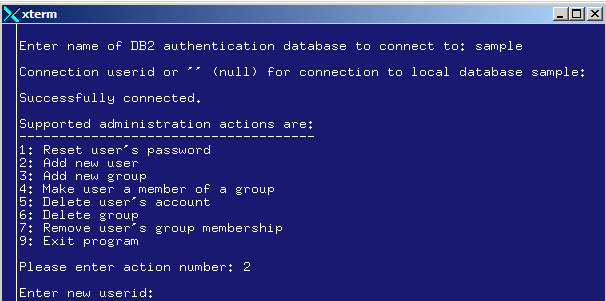 xterm
Enter name of DB2 authentication database to connect to: sample
Connection userid or '' (null) for connection to local database sample:
Successfully connected.
Supported administration actions are:
-------------------------------------
1: Reset user's password
2: Add new user
3: Add new group
4: Make user a member of a group
5: Delete user's account
6: Delete group
7: Remove user's group membership
9: Exit program
Please enter action number: 2
Enter new userid: